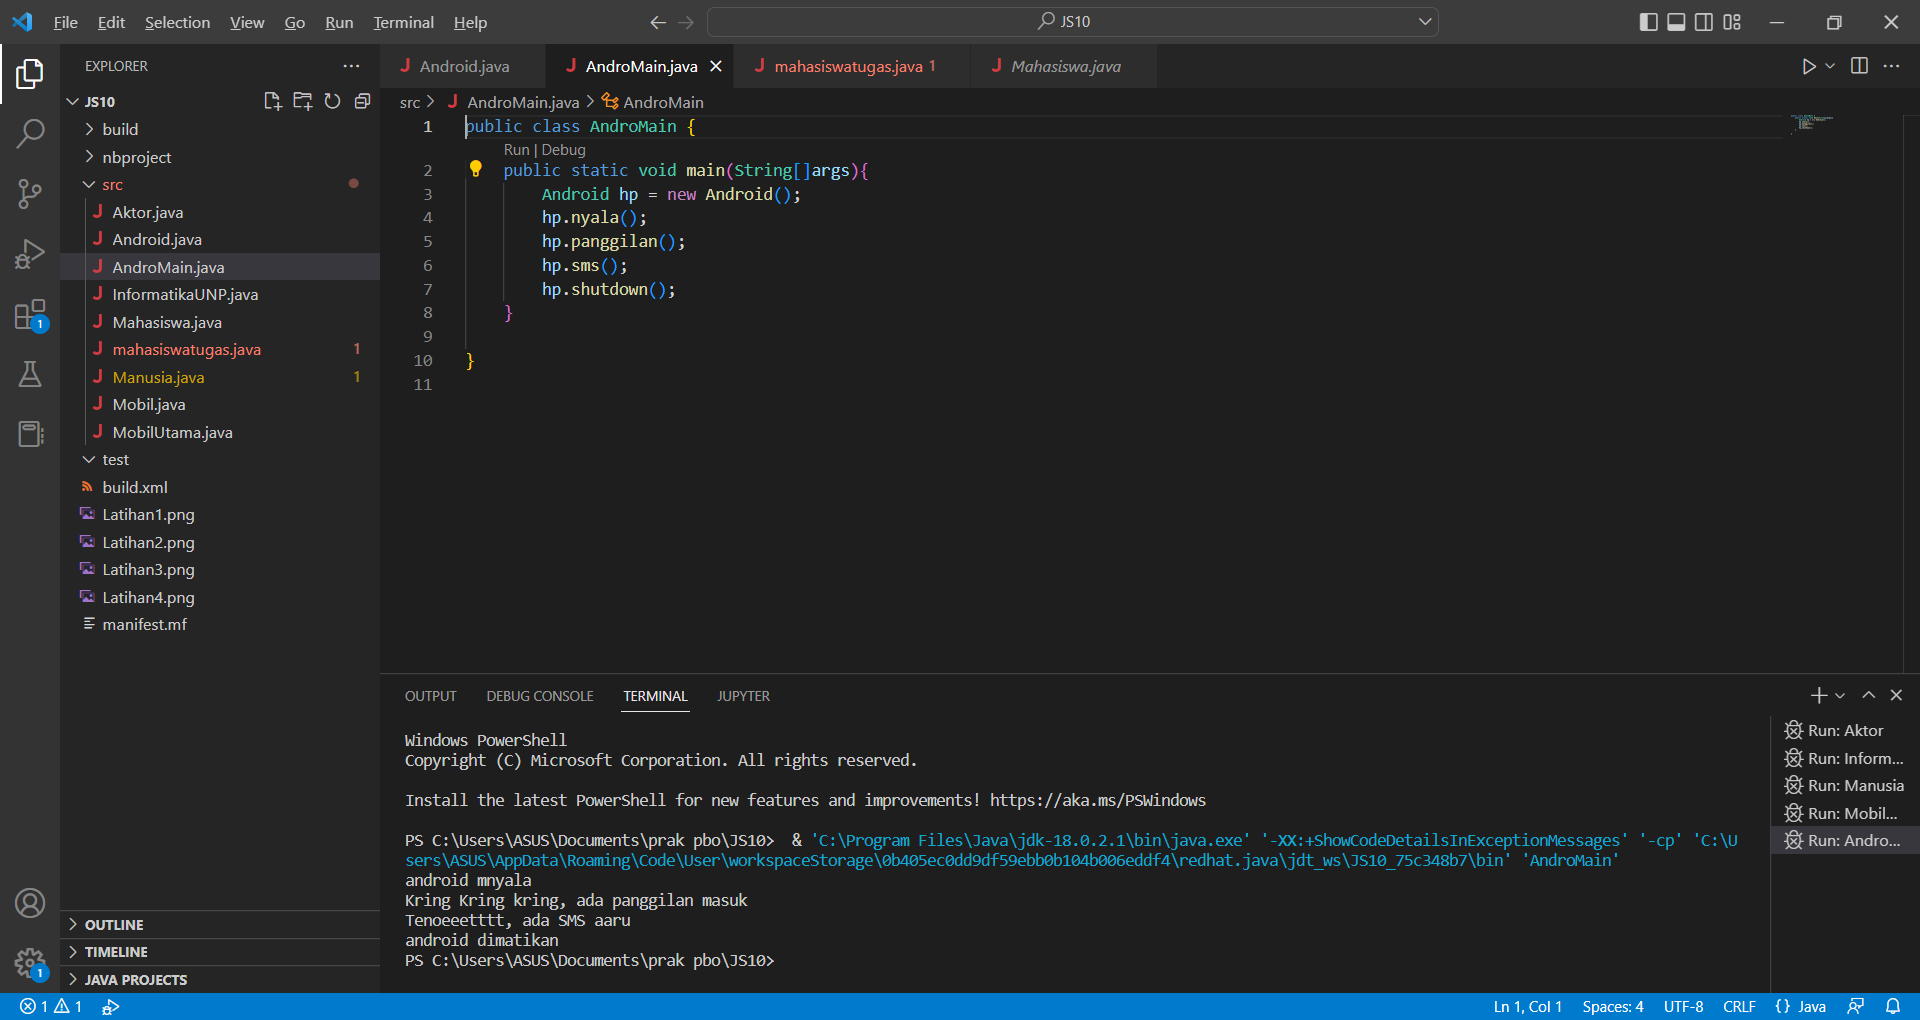 File Edit Selection View Go Run Terminal Help
JS10
EXPLORER
JS10
build
nbproject
src
Aktor.java
Android.java
AndroMain.java
InformatikaUNP.java
Mahasiswa.java
mahasiswatugas.java 1
Manusia.java 1
Mobil.java
MobilUtama.java
test
build.xml
Latihan1.png
Latihan2.png
Latihan3.png
Latihan4.png
manifest.mf
OUTLINE
TIMELINE
JAVA PROJECTS
1
1
Android.java AndroMain.java mahasiswatugas.java 1 Mahasiswa.java
src > AndroMain.java > AndroMain
1 public class AndroMain {
Run | Debug
2 public static void main(String[]args){
3 Android hp = new Android();
4 hp.nyala();
5 hp.panggilan();
6 hp.sms();
7 hp.shutdown();
8 }
9
10 }
11
OUTPUT DEBUG CONSOLE TERMINAL JUPYTER
Windows PowerShell
Copyright (C) Microsoft Corporation. All rights reserved.
Install the latest PowerShell for new features and improvements! https://aka.ms/PSWindows
PS C:\Users\ASUS\Documents\prak pbo\JS10> & 'C:\Program Files\Java\jdk-18.0.2.1\bin\java.exe' '-XX:+ShowCodeDetailsInExceptionMessages' '-cp' 'C:\U
sers\ASUS\AppData\Roaming\Code\User\workspaceStorage\0b405ec0dd9df59ebb0b104b006eddf4\redhat.java\jdt_ws\JS10_75c348b7\bin' 'AndroMain'
android mnyala
Kring Kring kring, ada panggilan masuk
Tenoeeetttt, ada SMS aaru
android dimatikan
PS C:\Users\ASUS\Documents\prak pbo\JS10>
Run: Aktor
Run: Inform...
Run: Manusia
Run: Mobil...
Run: Andro...
1 1
Ln 1, Col 1 Spaces: 4 UTF-8 CRLF {} Java